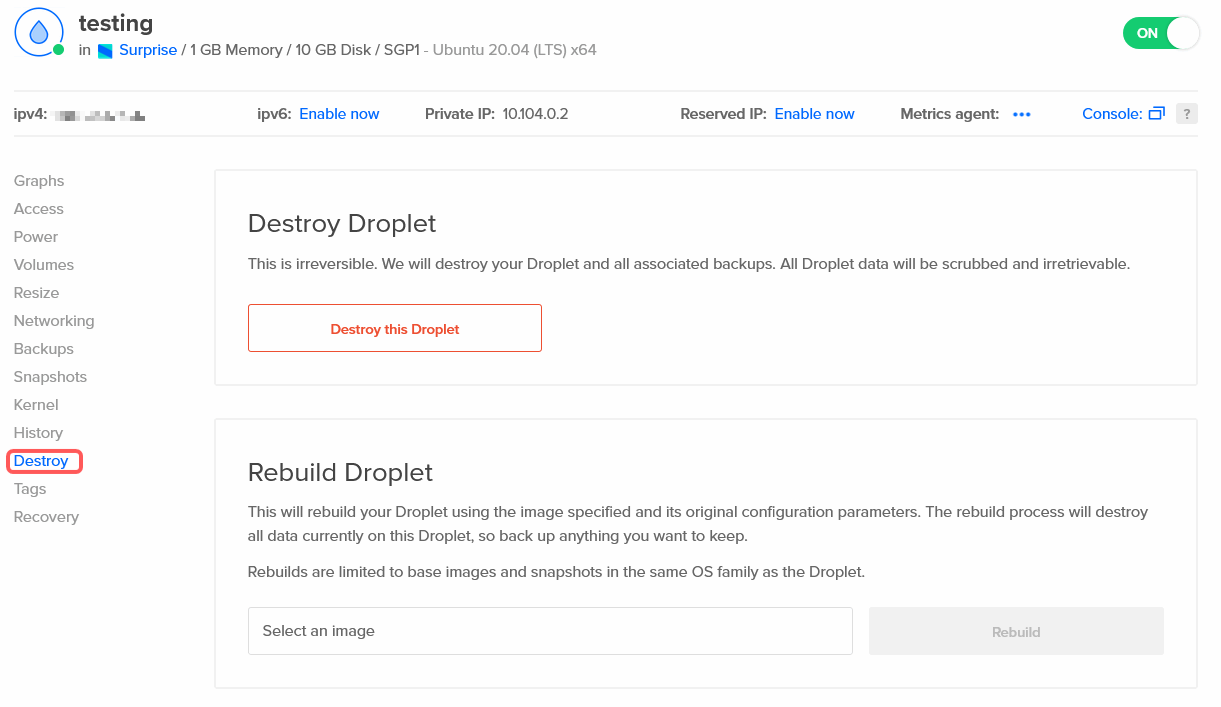 testing
in Surprise / 1 GB Memory / 10 GB Disk / SGP1 - Ubuntu 20.04 (LTS) x64
ON
ipv4: ipv6: Enable now Private IP: 10.104.0.2 Reserved IP: Enable now Metrics agent: ••• Console: ?
Graphs
Access
Power
Volumes
Resize
Networking
Backups
Snapshots
Kernel
History
Destroy
Tags
Recovery
Destroy Droplet
This is irreversible. We will destroy your Droplet and all associated backups. All Droplet data will be scrubbed and irretrievable.
Destroy this Droplet
Rebuild Droplet
This will rebuild your Droplet using the image specified and its original configuration parameters. The rebuild process will destroy
all data currently on this Droplet, so back up anything you want to keep.
Rebuilds are limited to base images and snapshots in the same OS family as the Droplet.
Select an image
Rebuild